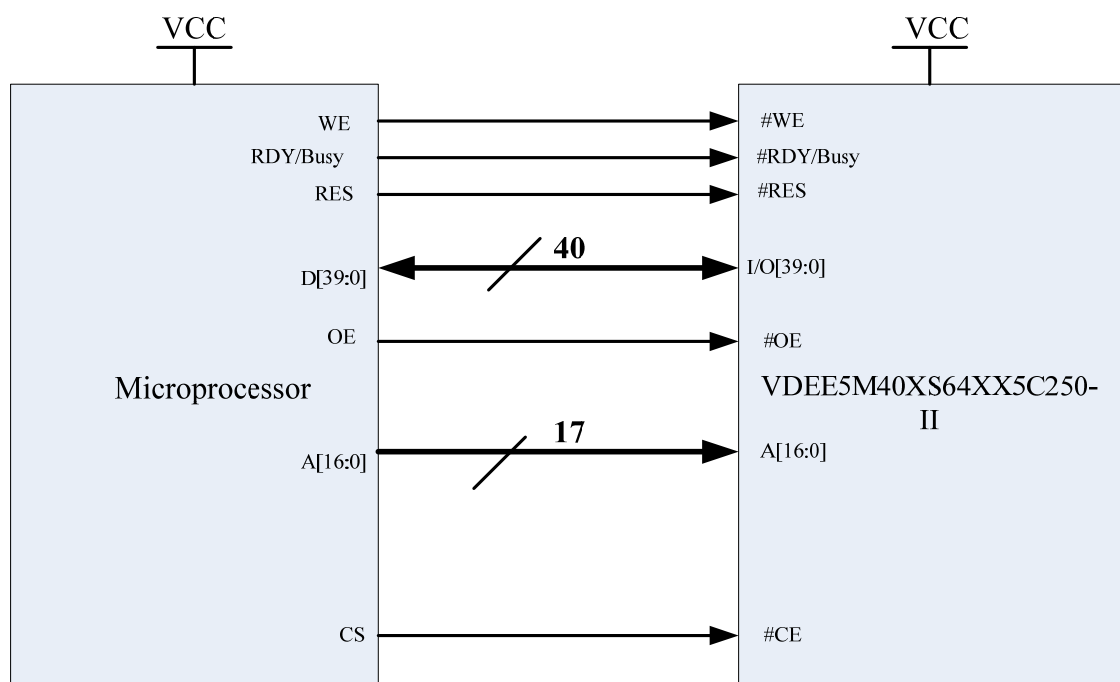 VCC
VCC
WE
#WE
RDY/Busy
#RDY/Busy
RES
#RES
40
D[39:0]
I/O[39:0]
OE
#OE
Microprocessor
VDEE5M40XS64XX5C250-
II
17
A[16:0]
A[16:0]
CS
#CE